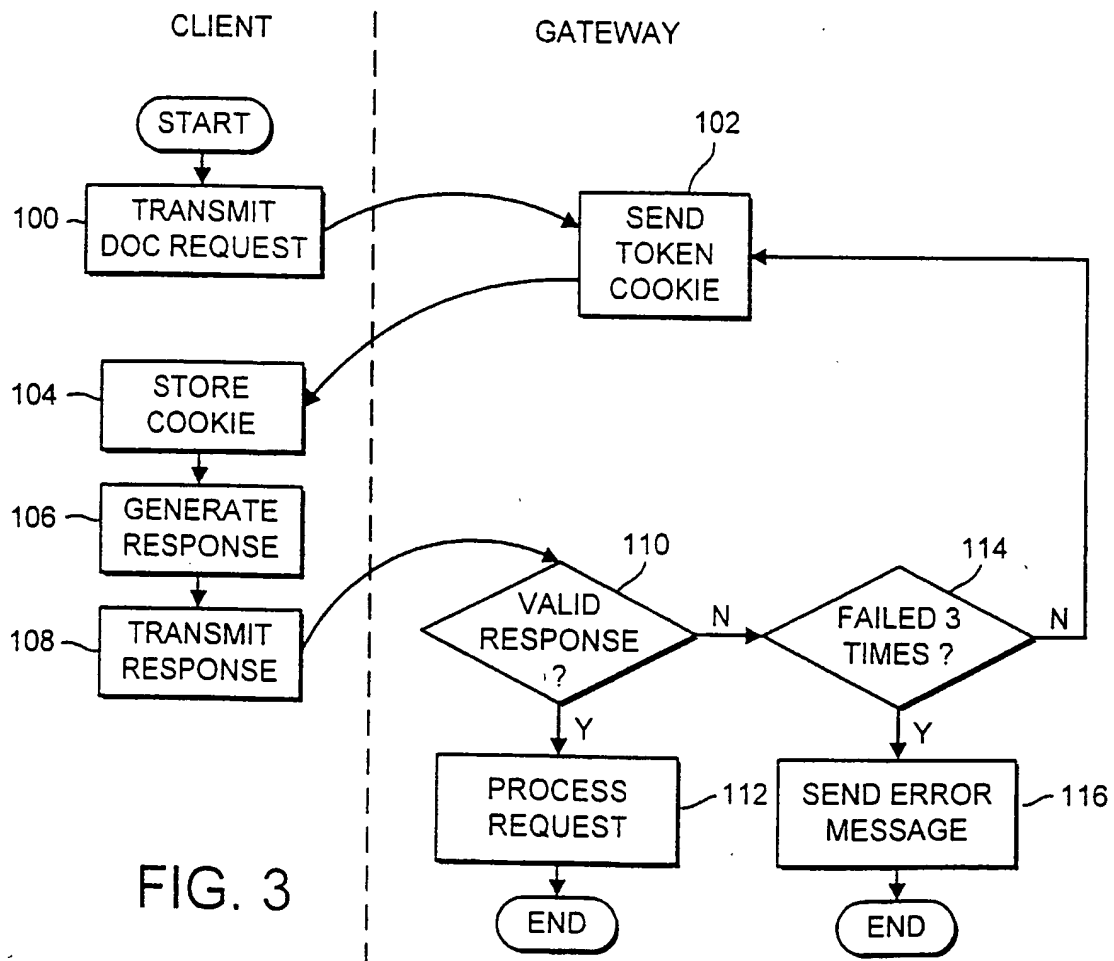 CLIENT
GATEWAY
START
102
100
TRANSMIT
DOC REQUEST
SEND
TOKEN
COOKIE
104
STORE
COOKIE
106
GENERATE
RESPONSE
108
TRANSMIT
RESPONSE
110
VALID
RESPONSE
?
N
114
FAILED 3
TIMES ?
N
Y
Y
PROCESS
REQUEST
112
SEND ERROR
MESSAGE
116
END
END
FIG. 3